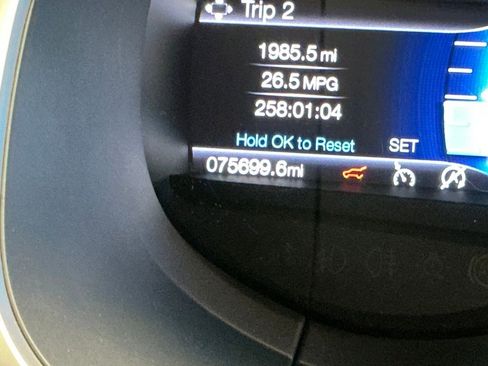 Trip 2
1985.5 mi
26.5 MPG
258:01:04
Hold OK to Reset
SET
075699.6mi